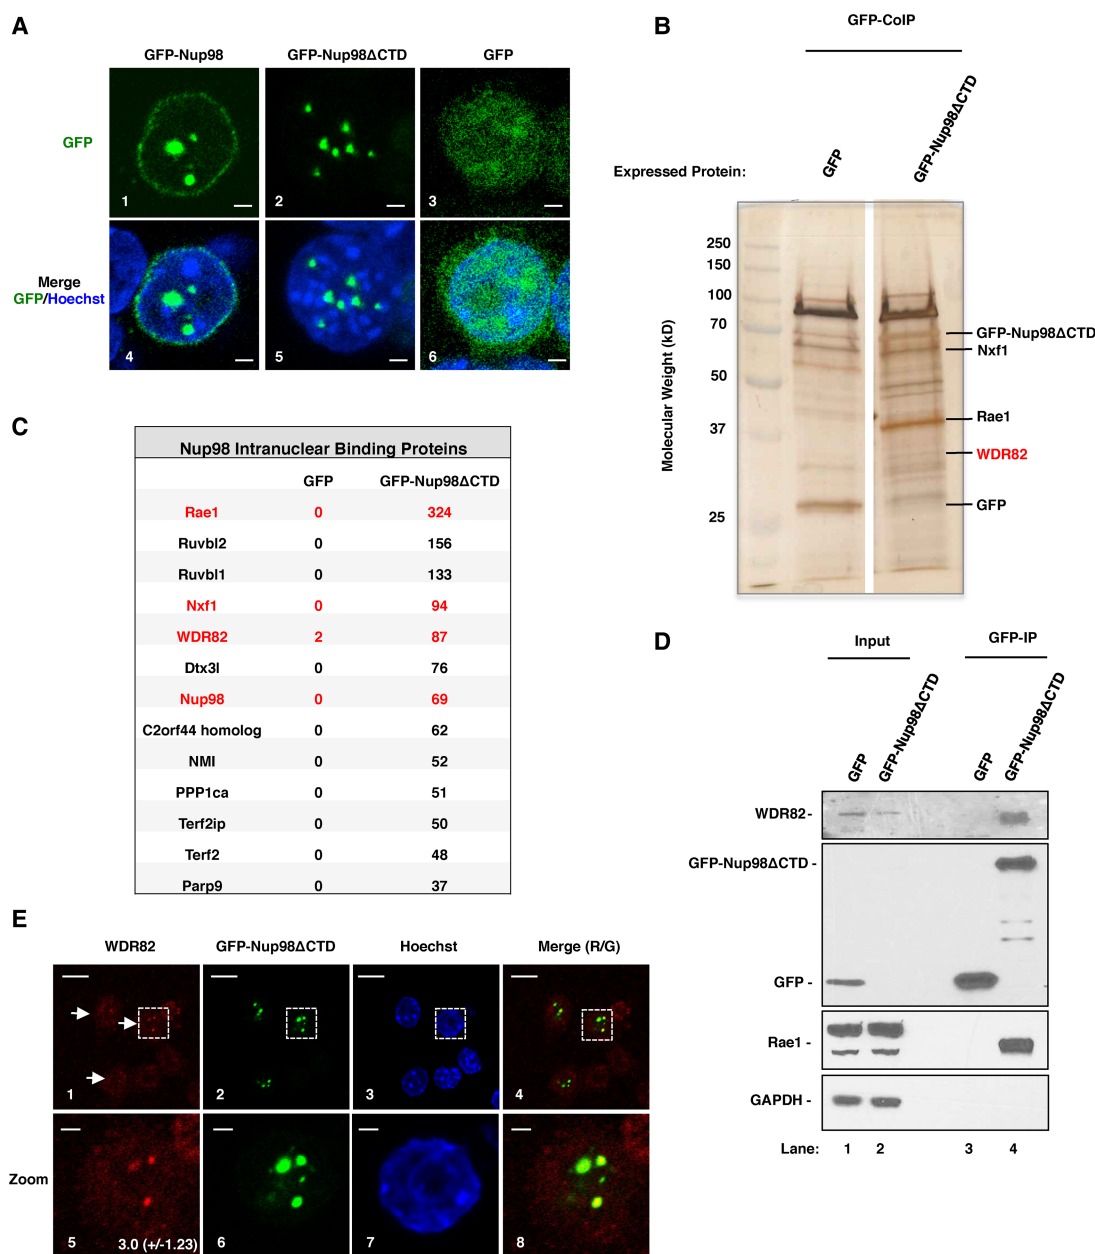 A
GFP-Nup98
GFP-Nup98ΔCTD
GFP
GFP
1
2
3
Merge
GFP/Hoechst
4
5
6
B
GFP-CoIP
Expressed Protein:
GFP
GFP-Nup98ΔCTD
Molecular Weight (kD)
250
150
100
70
50
37
25
GFP-Nup98ΔCTD
Nxf1
Rae1
WDR82
GFP
C
Nup98 Intranuclear Binding Proteins
GFP GFP-Nup98ΔCTD
Rae1 0 324
Ruvbl2 0 156
Ruvbl1 0 133
Nxf1 0 94
WDR82 2 87
Dtx3l 0 76
Nup98 0 69
C2orf44 homolog 0 62
NMI 0 52
PPP1ca 0 51
Terf2ip 0 50
Terf2 0 48
Parp9 0 37
D
Input
GFP-IP
GFP
GFP-Nup98ΔCTD
GFP
GFP-Nup98ΔCTD
WDR82-
GFP-Nup98ΔCTD -
GFP -
Rae1 -
GAPDH -
Lane: 1 2 3 4
E
WDR82
GFP-Nup98ΔCTD
Hoechst
Merge (R/G)
1
2
3
4
Zoom
5
3.0 (+/-1.23)
6
7
8